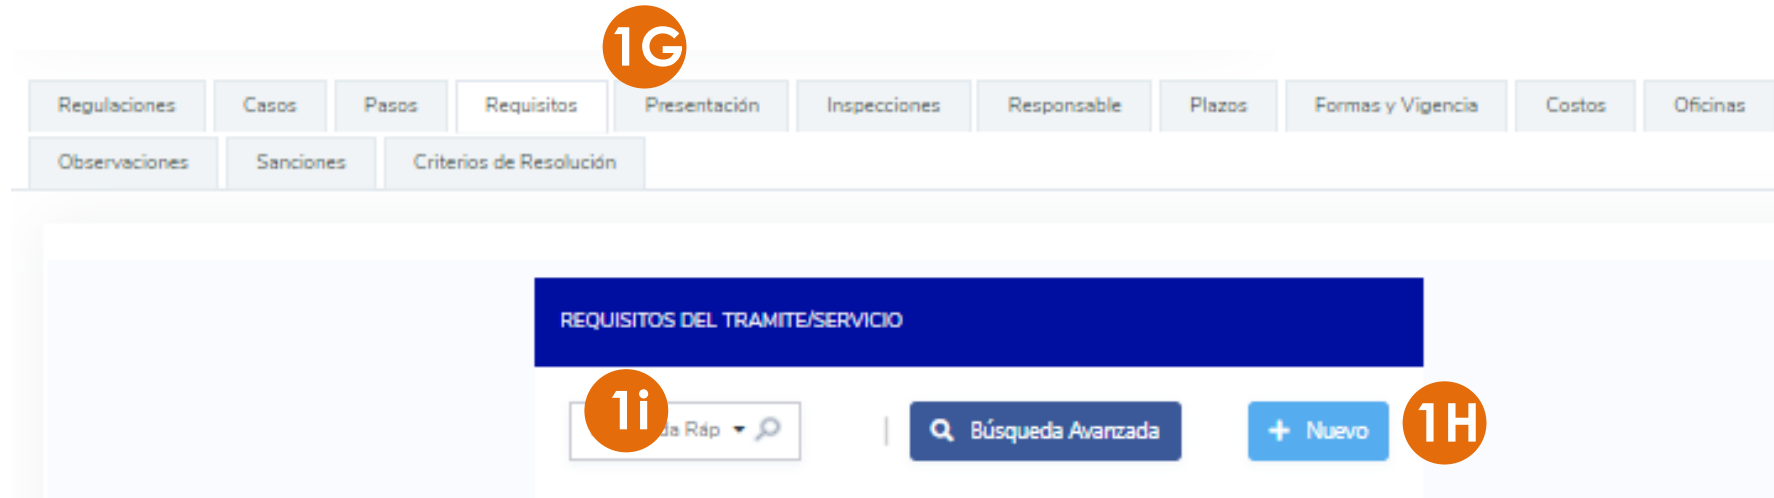 1G
Regulaciones Casos Pasos Requisitos Presentación Inspecciones Responsable Plazos Formas y Vigencia Costos Oficinas
Observaciones Sanciones Criterios de Resolución
REQUISITOS DEL TRAMITE/SERVICIO
1i da Ráp | Búsqueda Avanzada + Nuevo 1H